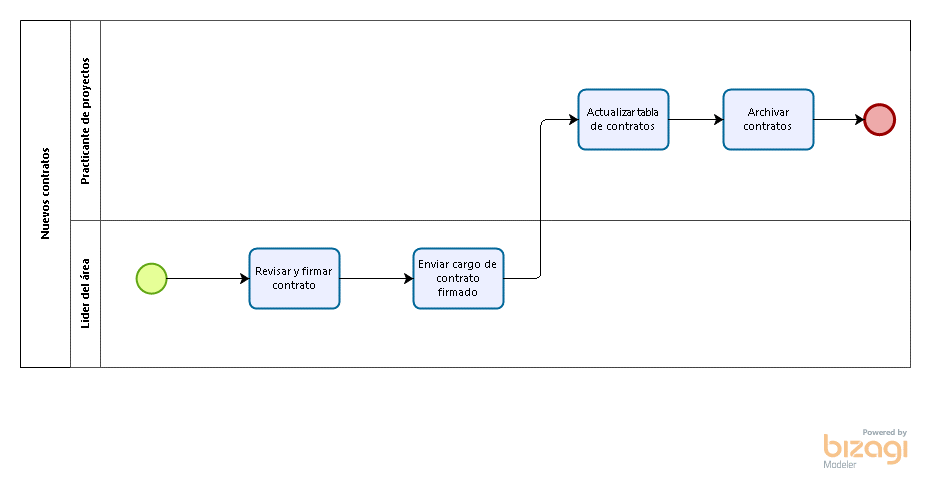 Nuevos contratos
Practicante de proyectos
Actualizar tabla
de contratos
Archivar
contratos
Líder del área
Revisar y firmar
contrato
Enviar cargo de
contrato
firmado
Powered by
bizagi
Modeler